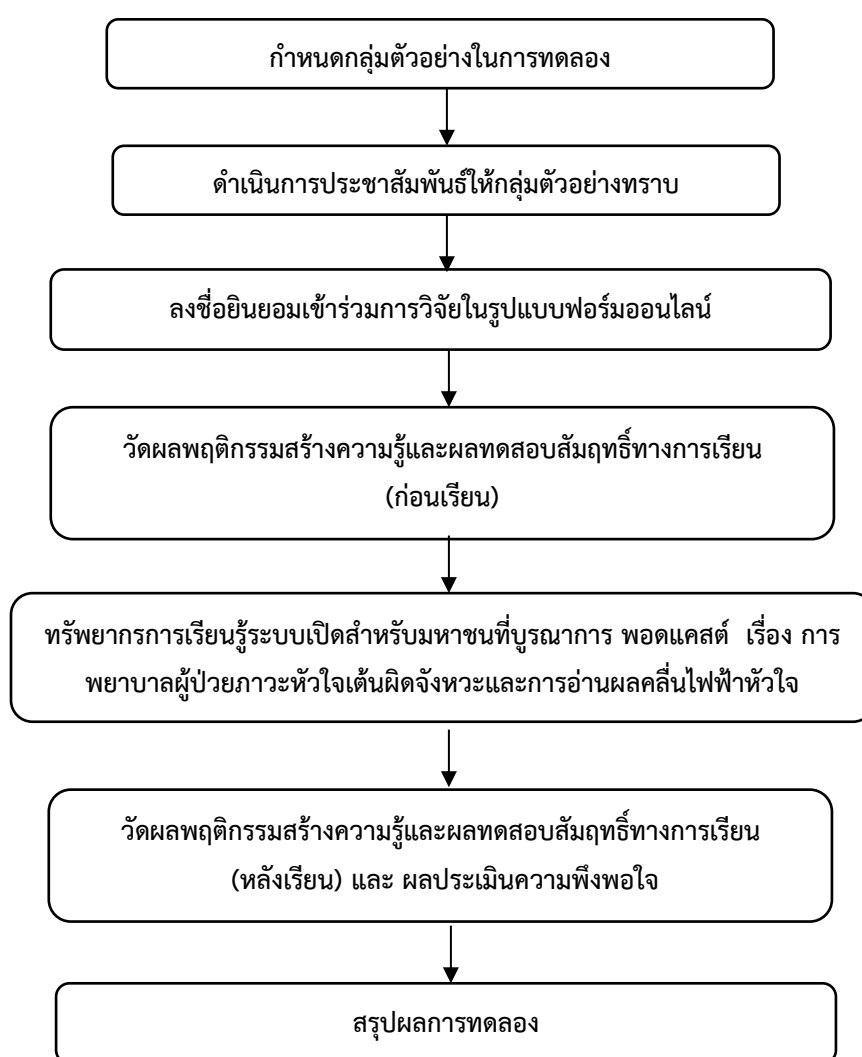 กำหนดกลุ่มตัวอย่างในการทดลอง
ดำเนินการประชาสัมพันธ์ให้กลุ่มตัวอย่างทราบ
ลงชื่อยินยอมเข้าร่วมการวิจัยในรูปแบบฟอร์มออนไลน์
วัดผลพฤติกรรมสร้างความรู้และผลทดสอบสัมฤทธิ์ทางการเรียน
(ก่อนเรียน)
ทรัพยากรการเรียนรู้ระบบเปิดสำหรับมหาชนที่บูรณาการ พอดแคสต์ เรื่อง การ
พยาบาลผู้ป่วยภาวะหัวใจเต้นผิดจังหวะและการอ่านผลคลื่นไฟฟ้าหัวใจ
วัดผลพฤติกรรมสร้างความรู้และผลทดสอบสัมฤทธิ์ทางการเรียน
(หลังเรียน) และ ผลประเมินความพึงพอใจ
สรุปผลการทดลอง